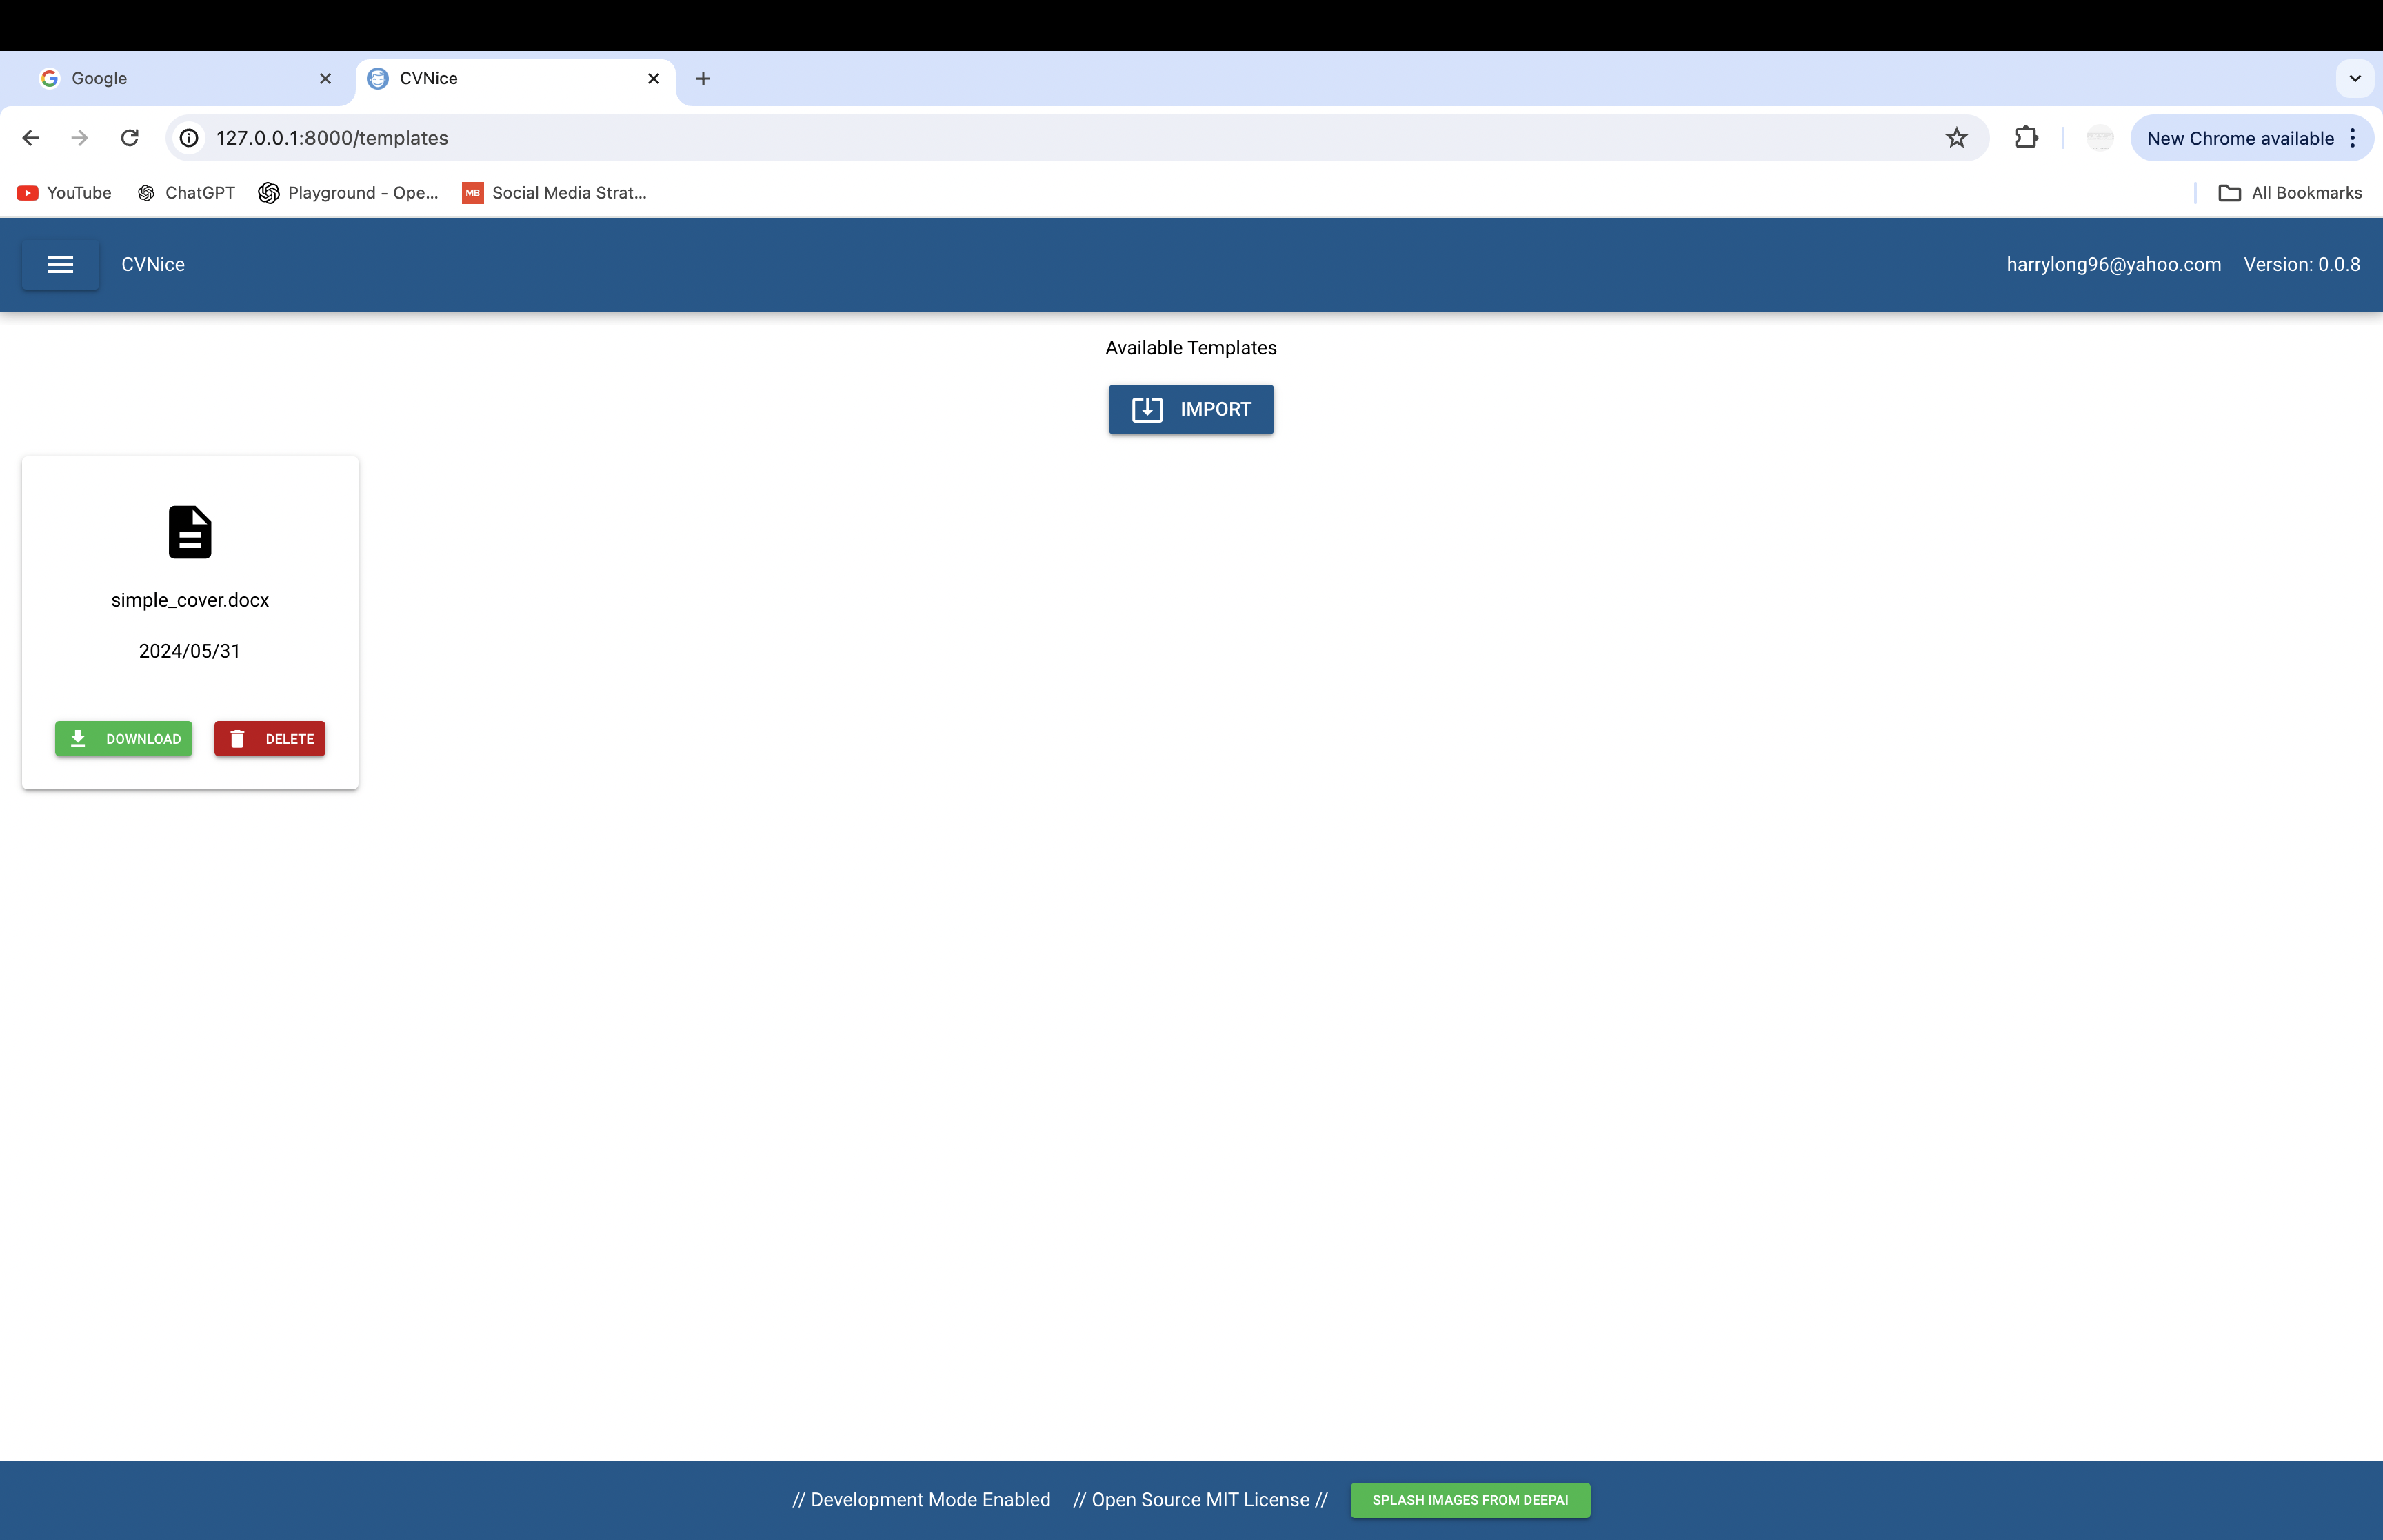 Google
CVNice
127.0.0.1:8000/templates
New Chrome available
YouTube
ChatGPT
Playground - Ope...
MB
Social Media Strat...
All Bookmarks
CVNice
harrylong96@yahoo.com
Version: 0.0.8
Available Templates
IMPORT
simple_cover.docx
2024/05/31
DOWNLOAD
DELETE
// Development Mode Enabled
// Open Source MIT License //
SPLASH IMAGES FROM DEEPAI